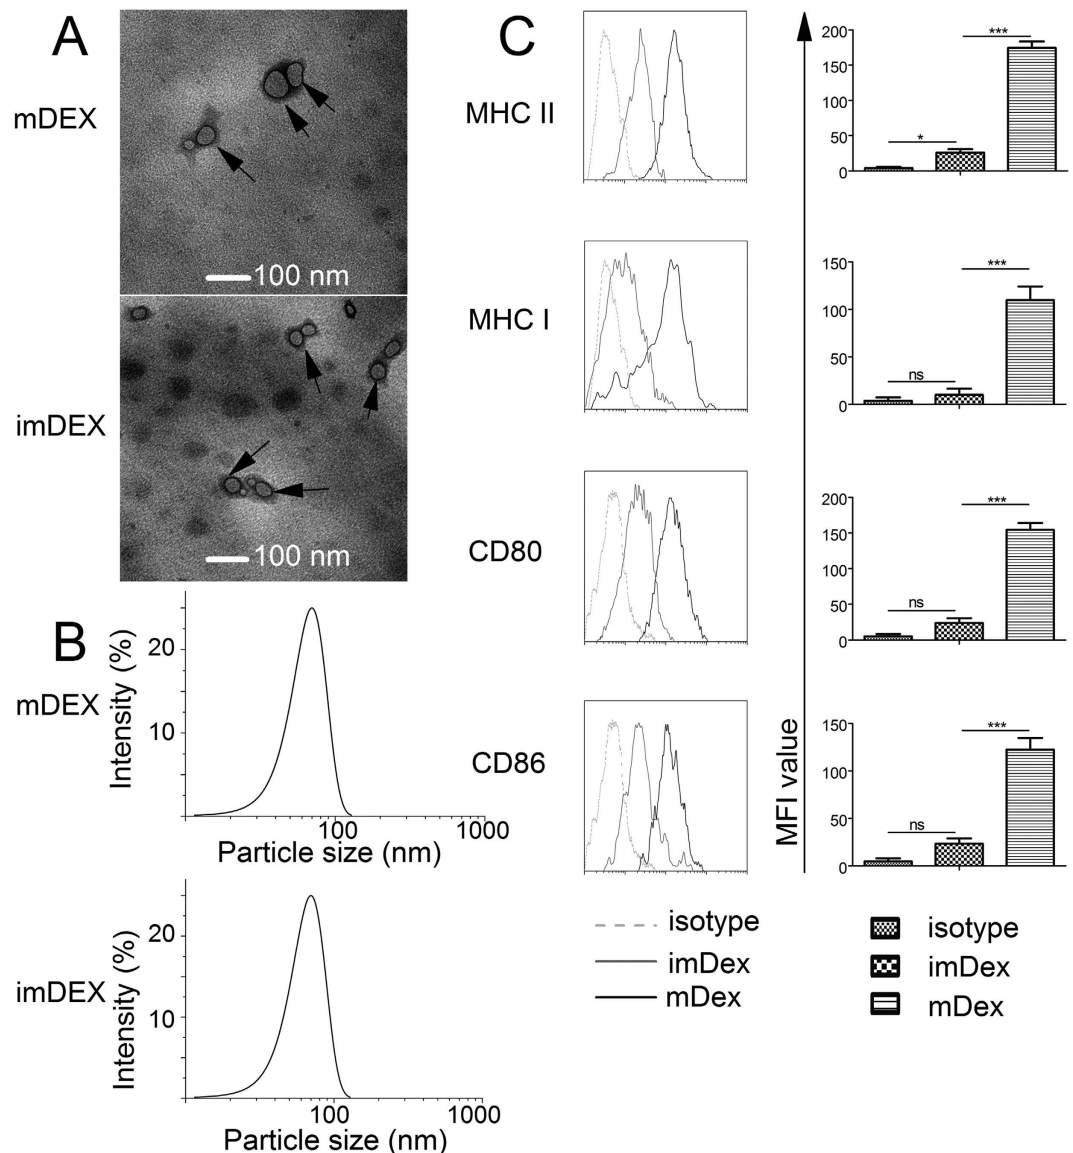 A
mDEX
100 nm
imDEX
100 nm
B
mDEX
Intensity (%)
20
10
100
1000
Particle size (nm)
imDEX
Intensity (%)
20
10
100
1000
Particle size (nm)
C
MHC II
200
150
100
50
0
*
***
MHC I
150
100
50
0
ns
***
CD80
200
150
100
50
0
ns
***
CD86
150
100
50
0
ns
***
MFI value
isotype
imDex
mDex
isotype
imDex
mDex